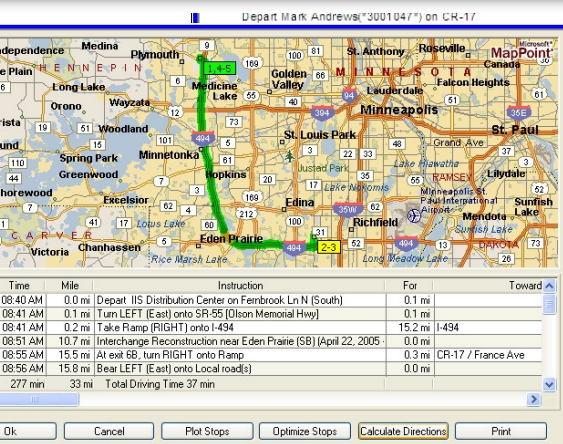 Depart Mark Andrews(*3001047*) on CR-17
Microsoft
MapPoint
Independence Medina Plymouth 9 1,4-5 St. Anthony Roseville Canada
HENNEPIN MINNESOTA
Long Lake Golden Valley Lauderdale Falcon Heights
Medicine Lake
Orono Wayzata Minneapolis
Woodlawn
St. Louis Park St. Paul
Grand Ave
Spring Park Minnetonka Lake Hiawatha
Greenwood Hopkins RAMSEY Lilydale
Shorewood Lake Nokomis
Excelsior Edina Minneapolis St. Paul International Airport
Sunfish Lake
Lotus Lake Richfield Mendota
Chanhassen Eden Prairie 2-3 Sunfish Lake
CARVER Victoria DAKOTA
Rice Marsh Lake Long Meadow Lake
Time Mile Instruction For Toward
08:40 AM 0.0 mi Depart IIS Distribution Center on Fernbrook Ln N (South) 0.1 mi
08:41 AM 0.1 mi Turn LEFT (East) onto SR-55 [Olson Memorial Hwy] 0.1 mi
08:41 AM 0.2 mi Take Ramp (RIGHT) onto I-494 15.2 mi I-494
08:51 AM 10.7 mi Interchange Reconstruction near Eden Prairie (SB) (April 22, 2005 - 0.0 mi
08:55 AM 15.5 mi At exit 6B, turn RIGHT onto Ramp 0.3 mi CR-17 / France Ave
08:56 AM 15.8 mi Bear LEFT (East) onto Local road(s) 0.0 mi
277 min 33 mi Total Driving Time 37 min
Ok Cancel Plot Stops Optimize Stops Calculate Directions Print